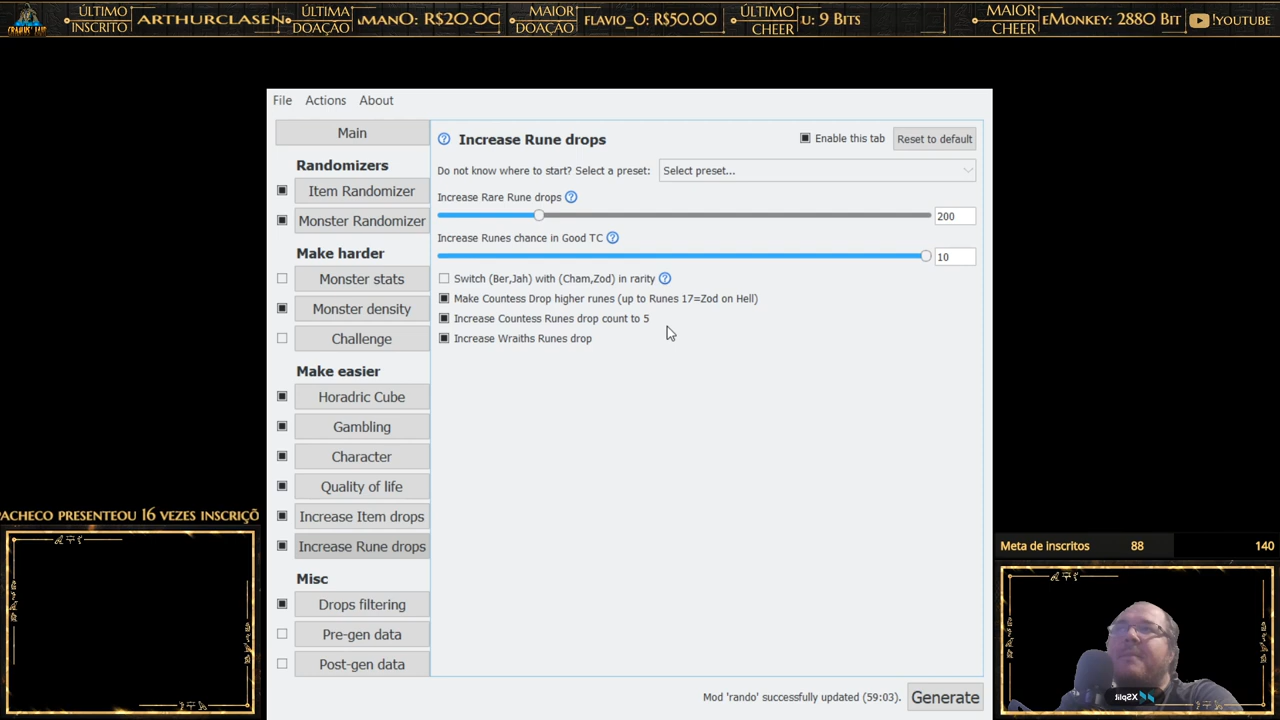 ÚLTIMO INSCRITO
ARTHURCLASEN
ÚLTIMA DOAÇÃO
MANO: R$20.00
MAIOR DOAÇÃO
FLAVIO_O: R$50.00
ÚLTIMO CHEER
U: 9 BITS
MAIOR CHEER
EMONKEY: 2880 BIT
!YOUTUBE
File Actions About
Main
Randomizers
Item Randomizer
Monster Randomizer
Make harder
Monster stats
Monster density
Challenge
Make easier
Horadric Cube
Gambling
Character
Quality of life
Increase Item drops
Increase Rune drops
Misc
Drops filtering
Pre-gen data
Post-gen data
Increase Rune drops
Enable this tab
Reset to default
Do not know where to start? Select a preset:
Select preset...
Increase Rare Rune drops
200
Increase Runes chance in Good TC
10
Switch (Ber,Jah) with (Cham,Zod) in rarity
Make Countess Drop higher runes (up to Runes 17=Zod on Hell)
Increase Countess Runes drop count to 5
Increase Wraiths Runes drop
Mod 'rando' successfully updated (59:03).
Generate
PACHECO PRESENTEOU 16 VEZES INSCRIÇÕ
Meta de inscritos 88 140
XSplit